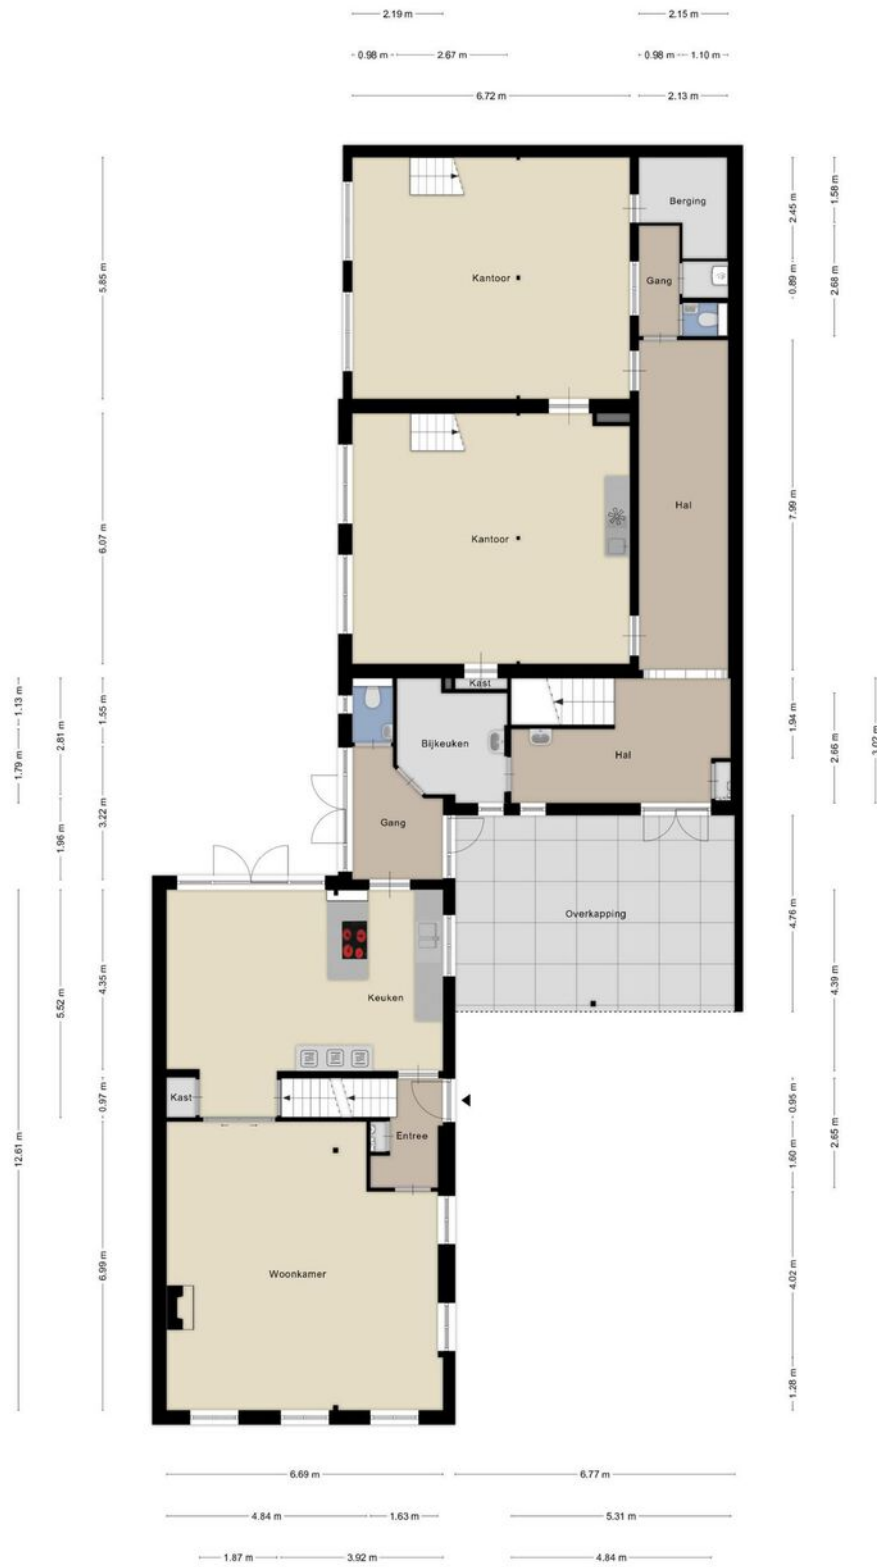 2.19 m 2.15 m
0.98 m 2.67 m 0.98 m 1.10 m
6.72 m 2.13 m
Berging
Kantoor
Gang
Kantoor
Hal
Kast
Bijkeuken
Hal
Gang
Overkapping
Keuken
Kast
Entree
Woonkamer
5.85 m
6.07 m
1.55 m
3.22 m
4.35 m
0.97 m
6.99 m
2.81 m
1.96 m
5.52 m
1.13 m
1.79 m
12.61 m
2.45 m
0.89 m
7.99 m
1.94 m
4.76 m
0.95 m
1.60 m
4.02 m
1.28 m
1.58 m
2.68 m
2.66 m
4.39 m
2.65 m
3.02 m
6.69 m 6.77 m
4.84 m 1.63 m 5.31 m
1.87 m 3.92 m 4.84 m